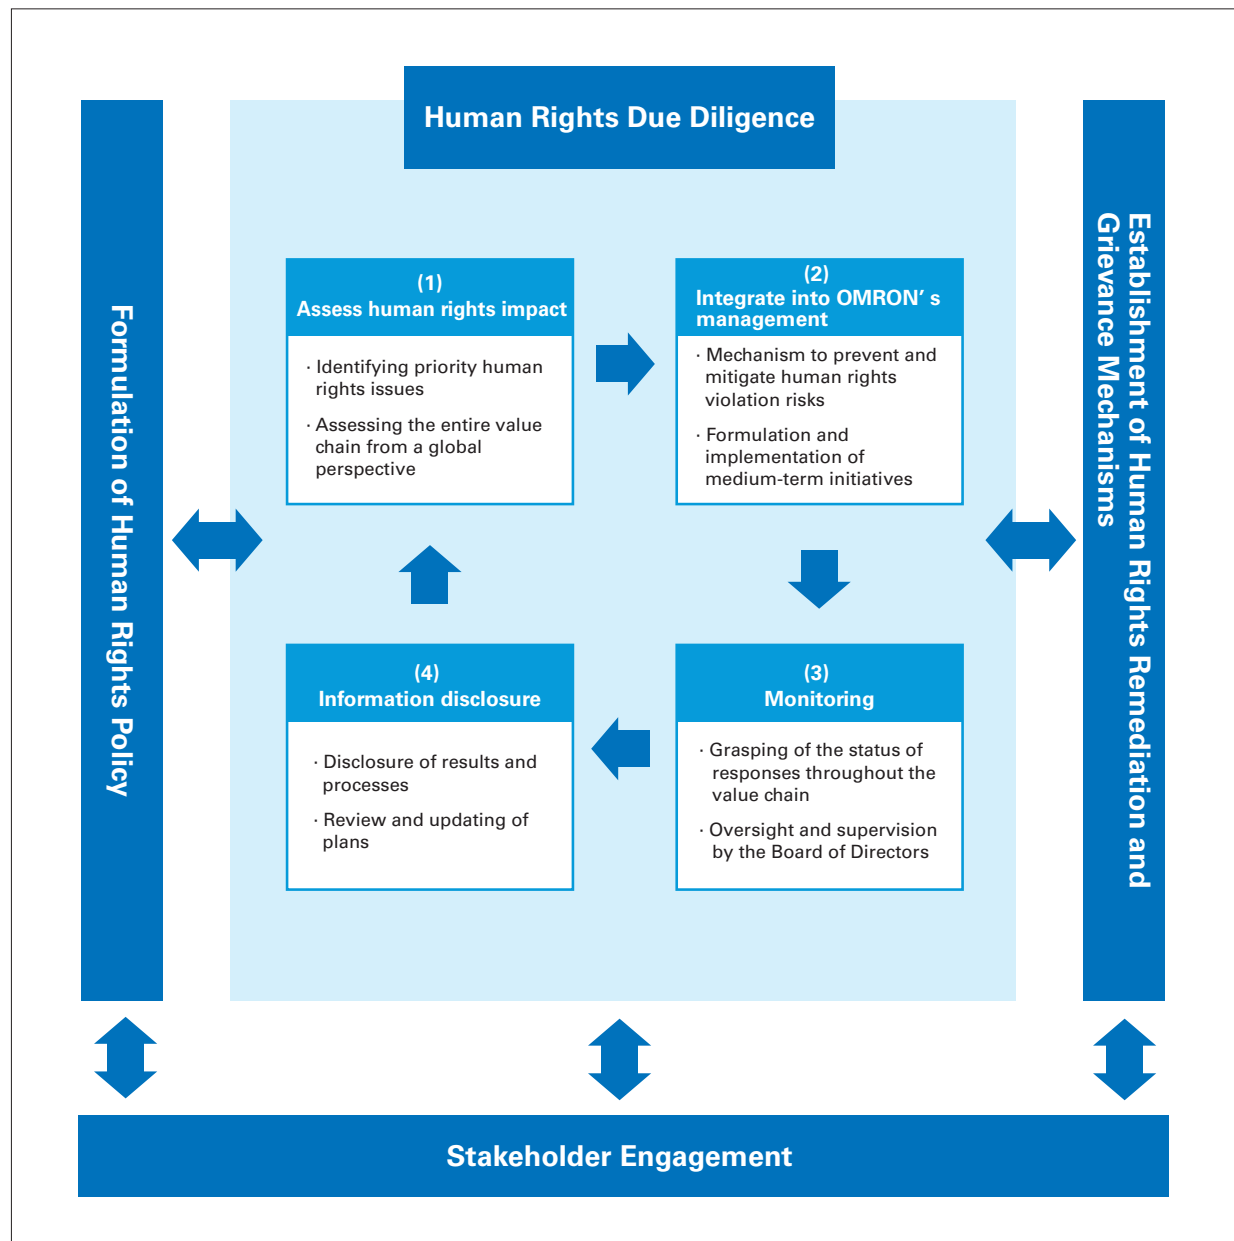 Human Rights Due Diligence
Formulation of Human Rights Policy
(1)
Assess human rights impact
· Identifying priority human
rights issues
· Assessing the entire value
chain from a global
perspective
(2)
Integrate into OMRON’ s
management
· Mechanism to prevent and
mitigate human rights
violation risks
· Formulation and
implementation of
medium-term initiatives
(4)
Information disclosure
· Disclosure of results and
processes
· Review and updating of
plans
(3)
Monitoring
· Grasping of the status of
responses throughout the
value chain
· Oversight and supervision
by the Board of Directors
Establishment of Human Rights Remediation and
Grievance Mechanisms
Stakeholder Engagement